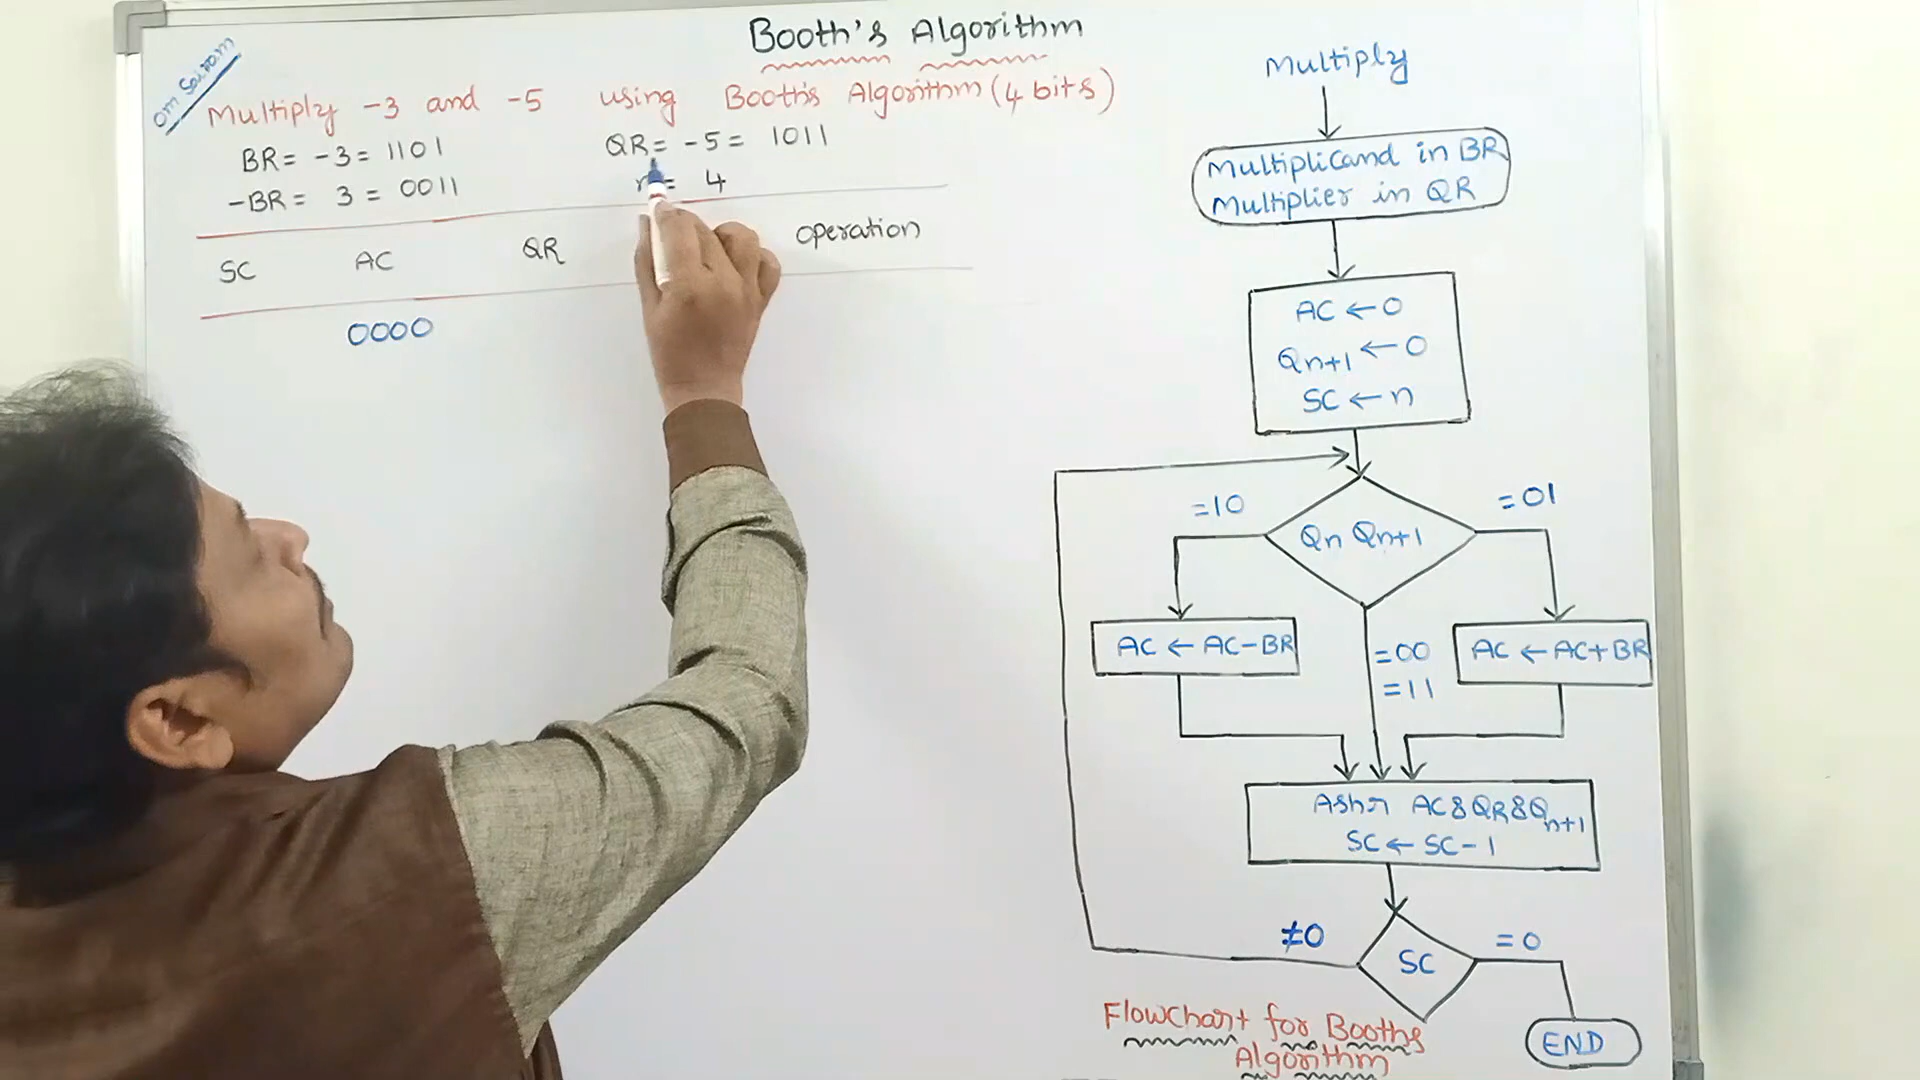 Booth's Algorithm
Om Sairam
Multiply -3 and -5 using Booth's Algorithm (4 bits)
BR = -3 = 1101
QR = -5 = 1011
-BR = 3 = 0011
= 4
SC AC QR operation
0000
Multiply
Multiplicand in BR
Multiplier in QR
AC ← 0
Qn+1 ← 0
SC ← n
=10
Qn Qn+1
=01
AC ← AC-BR
=00
=11
AC ← AC+BR
Ashr AC&QR&Qn+1
SC ← SC-1
≠0
SC
=0
END
Flowchart for Booths
Algorithm